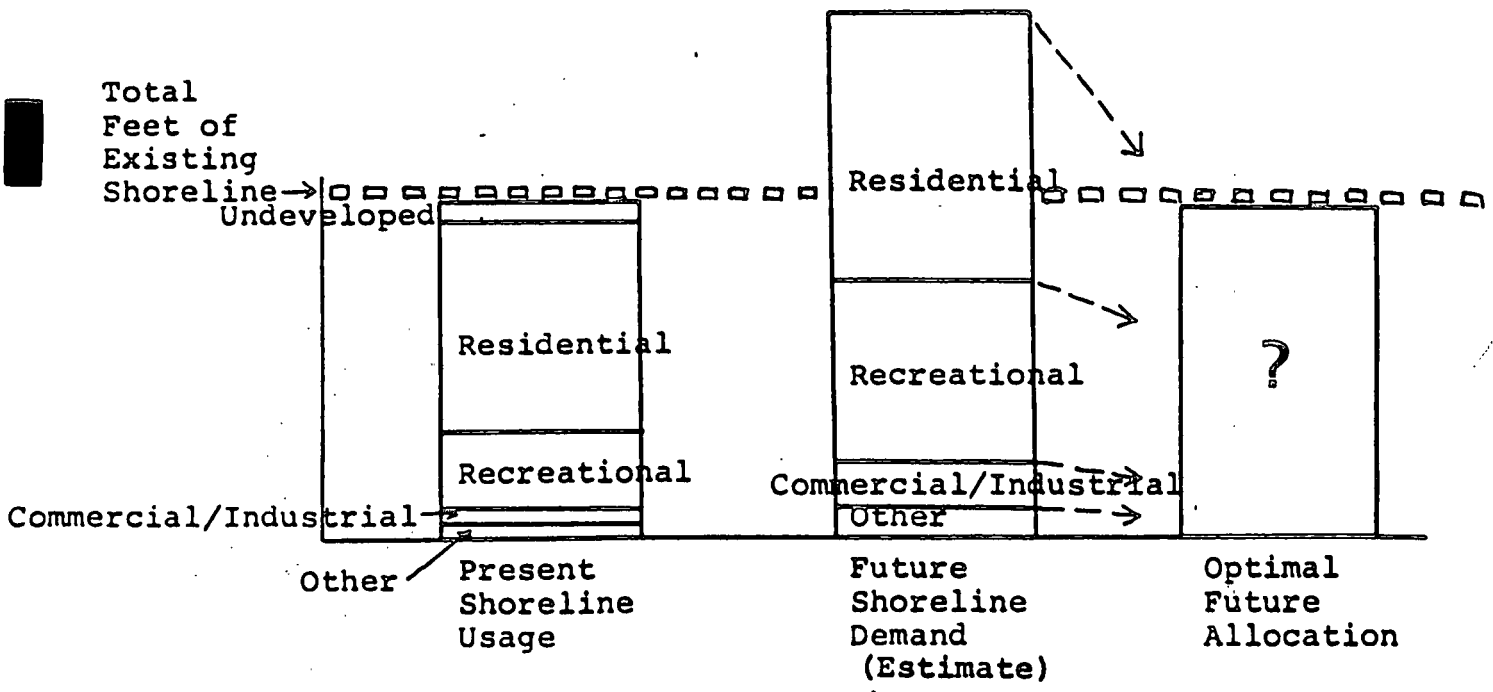 Total
Feet of
Existing
Shoreline
Undeveloped
Residential
Recreational
Commercial/Industrial
Other
Present
Shoreline
Usage
Residential
Recreational
Commercial/Industrial
Other
Future
Shoreline
Demand
(Estimate)
?
Optimal
Future
Allocation